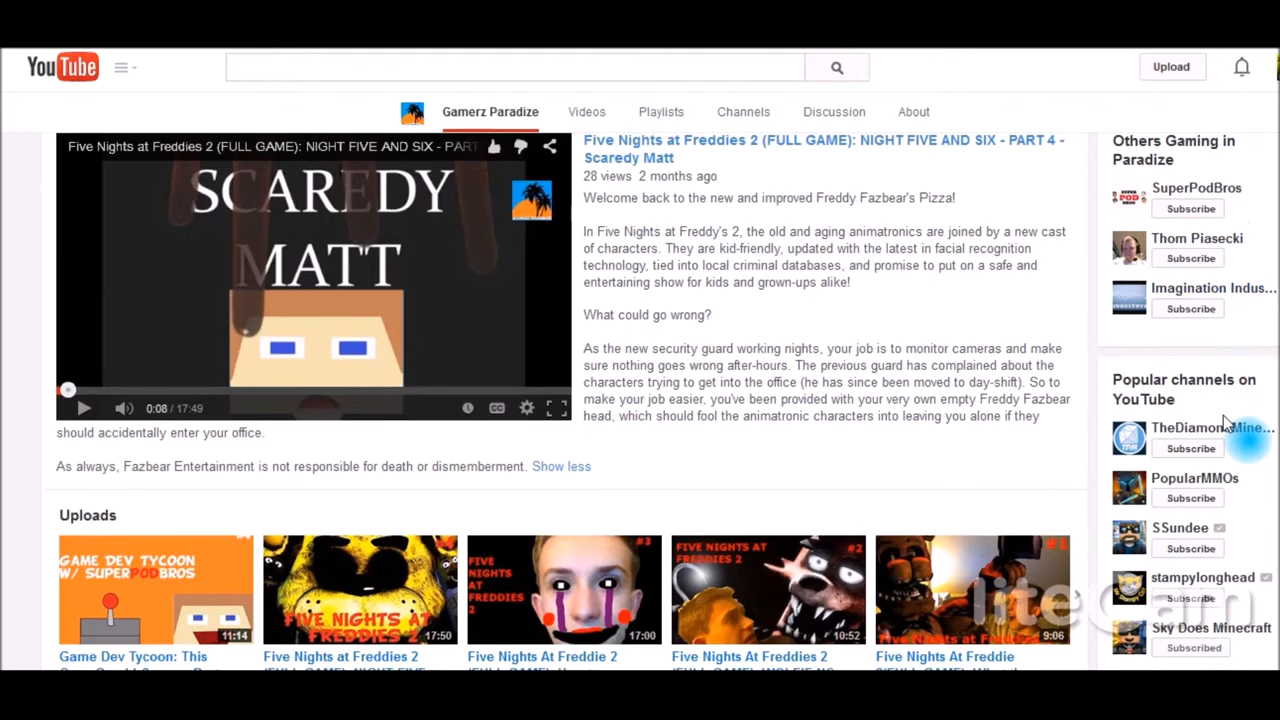 YouTube
Upload
Gamerz Paradize
Videos
Playlists
Channels
Discussion
About
Five Nights at Freddies 2 (FULL GAME): NIGHT FIVE AND SIX - PART
SCAREDY
MATT
0:08 / 17:49
CC
Five Nights at Freddies 2 (FULL GAME): NIGHT FIVE AND SIX - PART 4 -
Scaredy Matt
28 views 2 months ago
Welcome back to the new and improved Freddy Fazbear's Pizza!
In Five Nights at Freddy's 2, the old and aging animatronics are joined by a new cast
of characters. They are kid-friendly, updated with the latest in facial recognition
technology, tied into local criminal databases, and promise to put on a safe and
entertaining show for kids and grown-ups alike!
What could go wrong?
As the new security guard working nights, your job is to monitor cameras and make
sure nothing goes wrong after-hours. The previous guard has complained about the
characters trying to get into the office (he has since been moved to day-shift). So to
make your job easier, you've been provided with your very own empty Freddy Fazbear
head, which should fool the animatronic characters into leaving you alone if they
should accidentally enter your office.
As always, Fazbear Entertainment is not responsible for death or dismemberment. Show less
Others Gaming in
Paradize
SuperPodBros
Subscribe
Thom Piasecki
Subscribe
Imagination Indus...
Subscribe
Popular channels on
YouTube
TheDiamondMine...
Subscribe
PopularMMOs
Subscribe
SSundee
Subscribe
stampylonghead
Subscribe
Sky Does Minecraft
Subscribed
Uploads
GAME DEV TYCOON
W/ SUPERPODBROS
11:14
FIVE NIGHTS AT
17:50
#3
FIVE
NIGHTS AT
FREDDIES
2
17:00
FIVE NIGHTS AT
FREDDIES 2
#2
10:52
#1
9:06
liteCam
Game Dev Tycoon: This
Five Nights At Freddies 2
Five Nights At Freddie 2
Five Nights At Freddies 2
Five Nights At Freddie